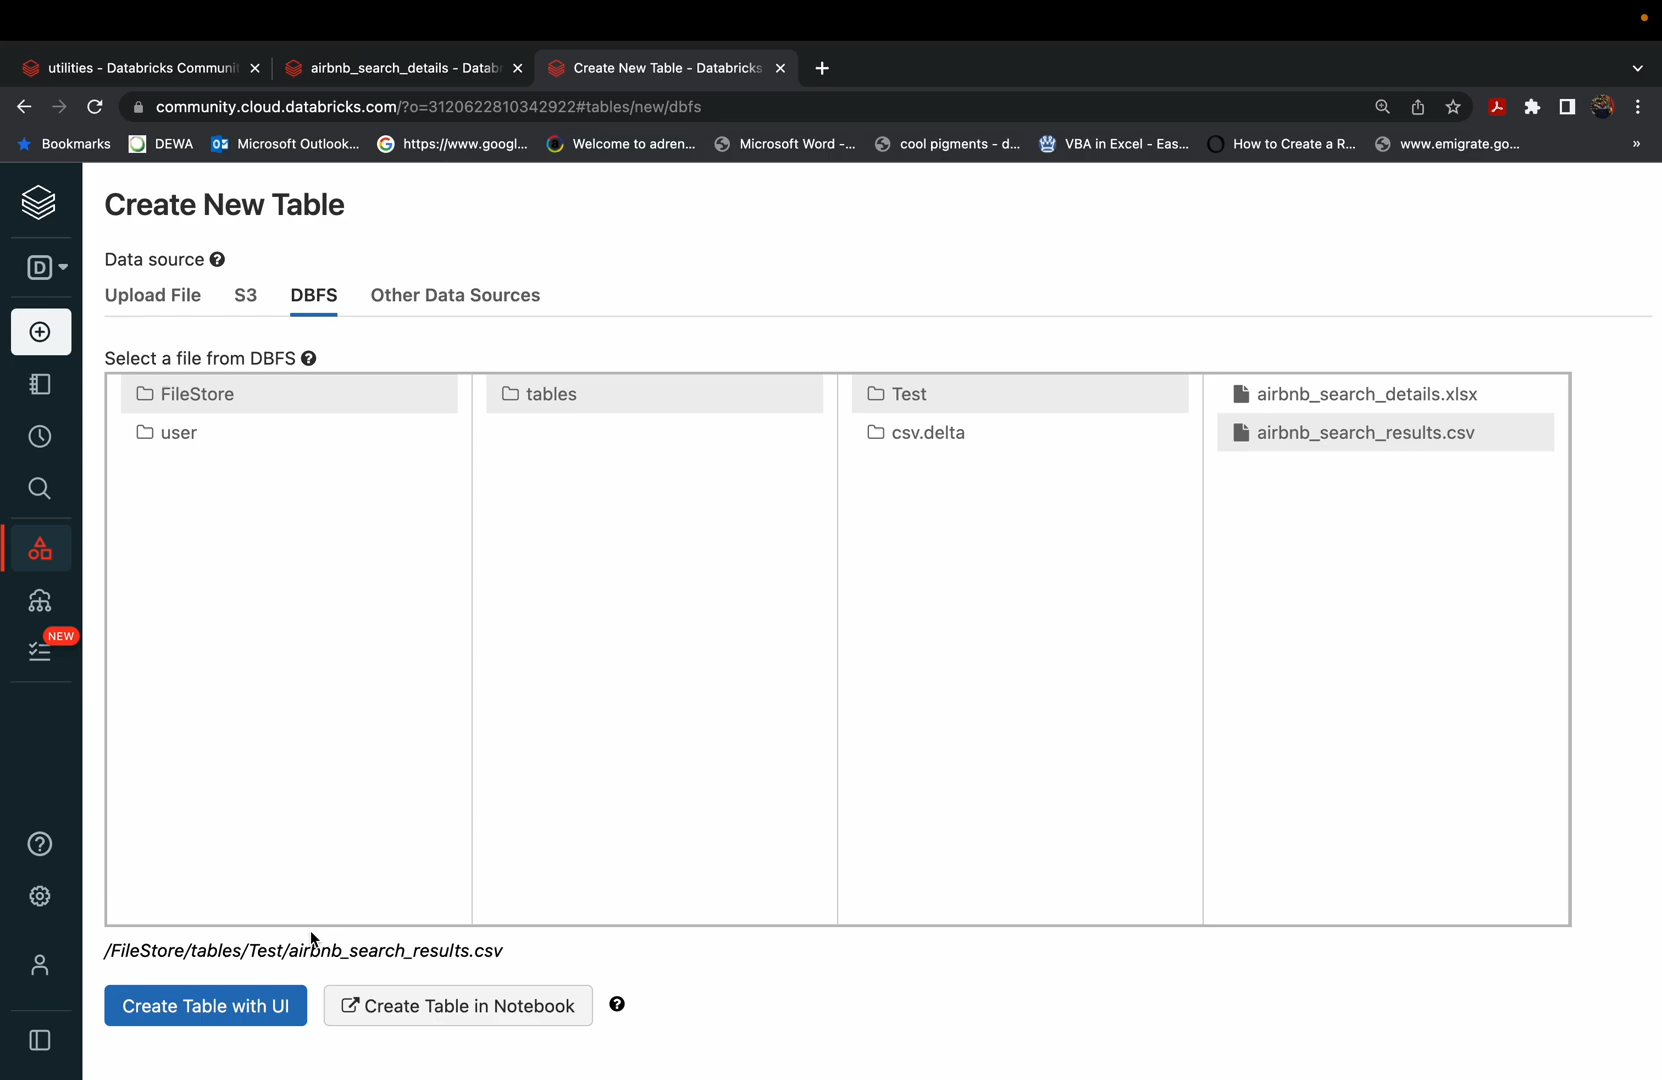 utilities - Databricks Communi
airbnb_search_details - Datab
Create New Table - Databricks
community.cloud.databricks.com/?o=3120622810342922#tables/new/dbfs
Bookmarks
DEWA
Microsoft Outlook...
https://www.googl...
Welcome to adren...
Microsoft Word -...
cool pigments - d...
VBA in Excel - Eas...
How to Create a R...
www.emigrate.go...
»
Create New Table
D
Data source
Upload File S3 DBFS Other Data Sources
Select a file from DBFS
FileStore
user
tables
Test
csv.delta
airbnb_search_details.xlsx
airbnb_search_results.csv
NEW
/FileStore/tables/Test/airbnb_search_results.csv
Create Table with UI
Create Table in Notebook